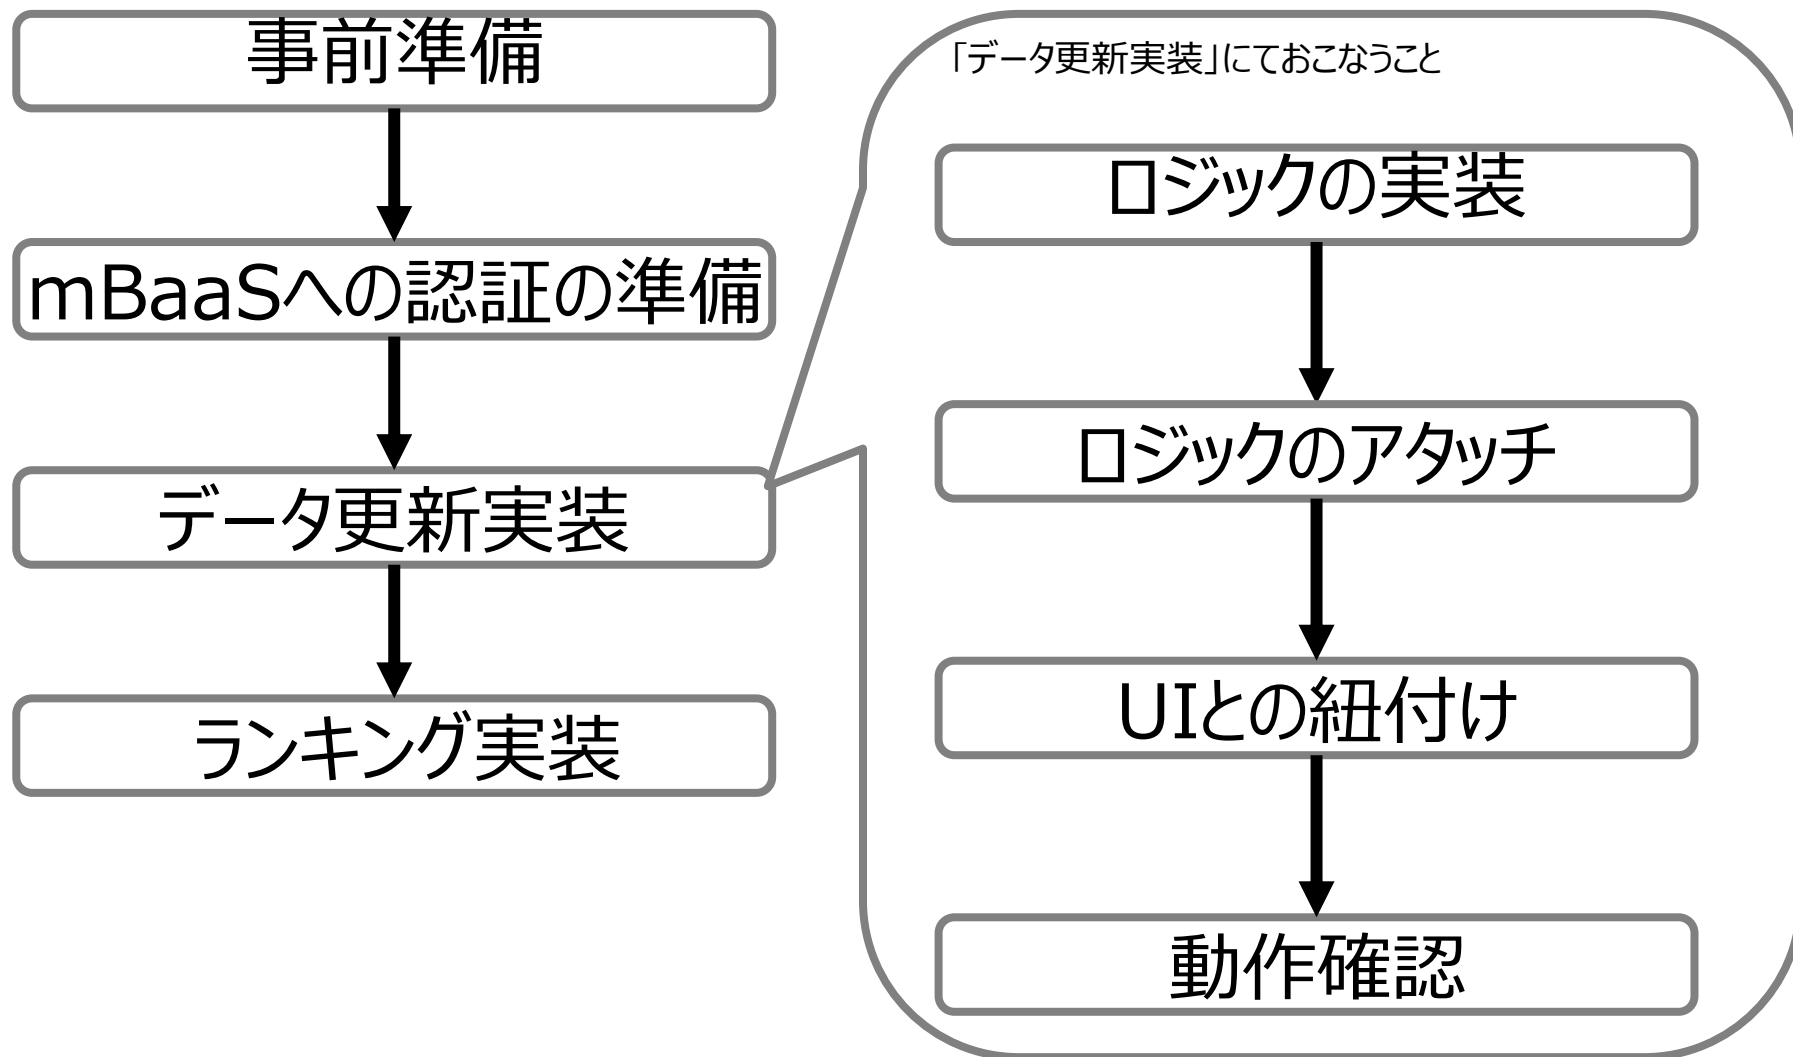 事前準備
mBaaSへの認証の準備
データ更新実装
ランキング実装
「データ更新実装」にておこなうこと
ロジックの実装
ロジックのアタッチ
UIとの紐付け
動作確認